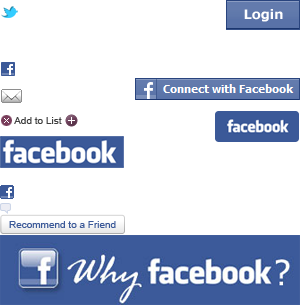 Login
f
f Connect with Facebook
Add to List
facebook
facebook
f
Recommend to a Friend
f Why facebook?